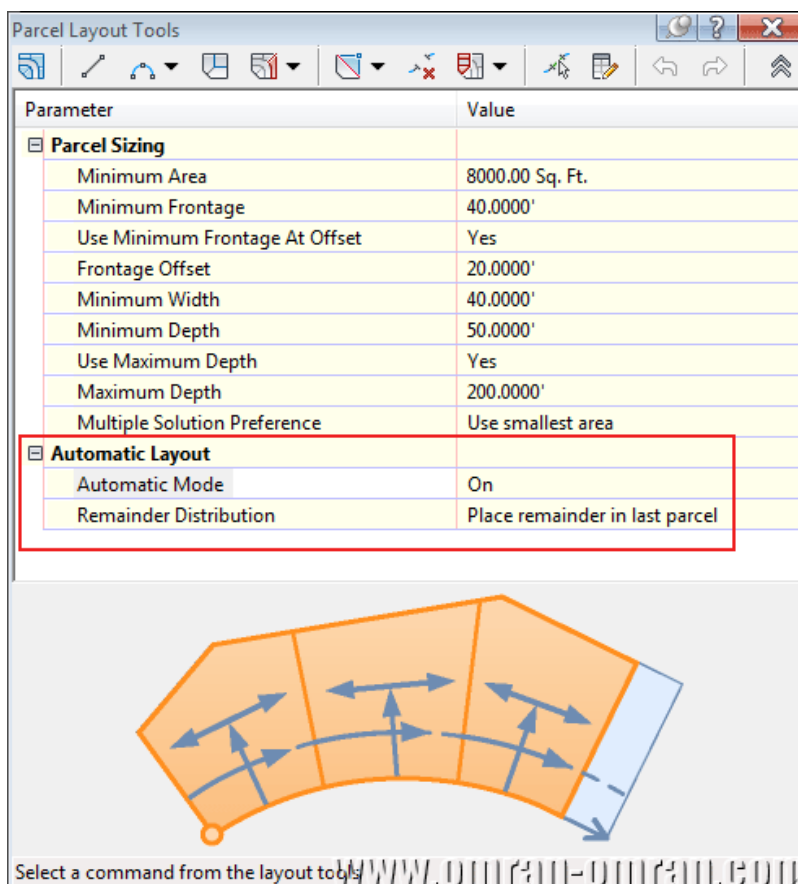 Parcel Layout Tools
Parameter Value
Parcel Sizing
Minimum Area 8000.00 Sq. Ft.
Minimum Frontage 40.0000'
Use Minimum Frontage At Offset Yes
Frontage Offset 20.0000'
Minimum Width 40.0000'
Minimum Depth 50.0000'
Use Maximum Depth Yes
Maximum Depth 200.0000'
Multiple Solution Preference Use smallest area
Automatic Layout
Automatic Mode On
Remainder Distribution Place remainder in last parcel
Select a command from the layout tools
www.omran-omran.com